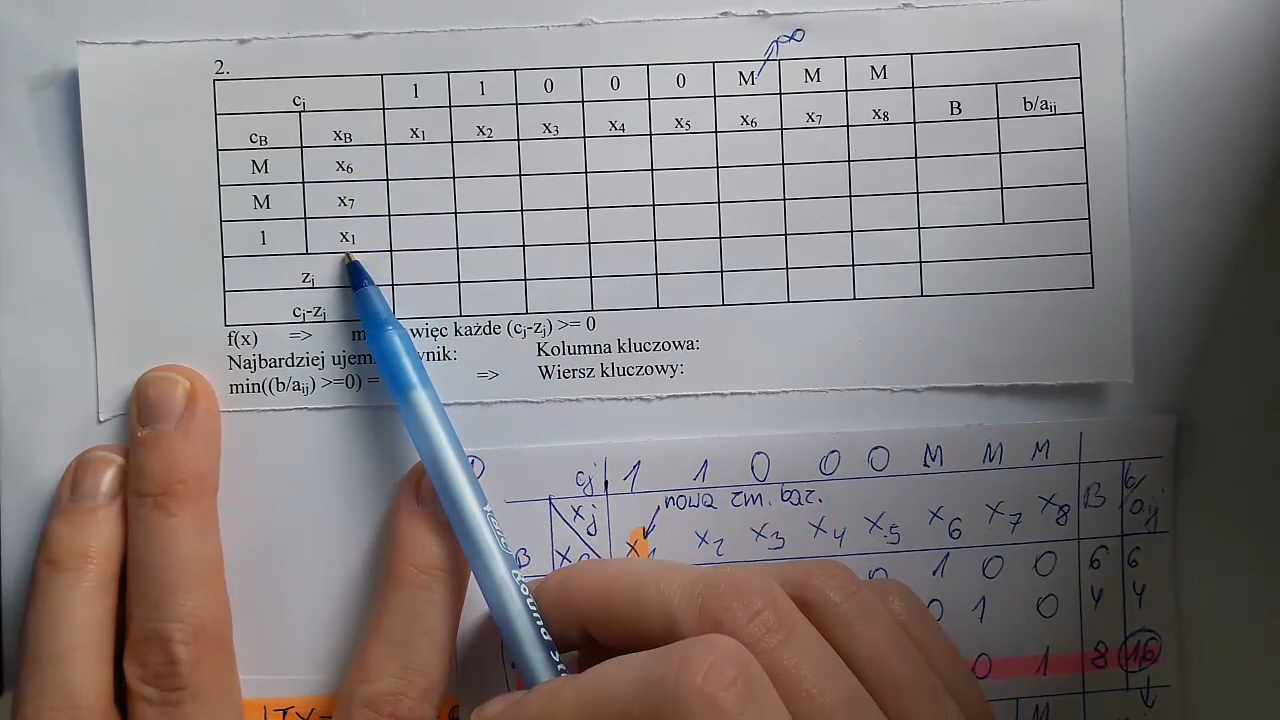 2.
∞
cj 1 1 0 0 0 M M M
cB xB x1 x2 x3 x4 x5 x6 x7 x8 B b/aij
M x6
M x7
1 x1
zj
cj-zj
f(x) => więc każde (cj-zj) >= 0
Najbardziej Kolumna kluczowa:
min((b/aij) >=0) = => Wiersz kluczowy:
cj 1 1 0 0 0 M M M
nowa zm. baz.
xj x2 x3 x4 x5 x6 x7 x8 B b/aij
B
0 1 0 0 6 6
0 1 0 4 4
0 1 8 16
M